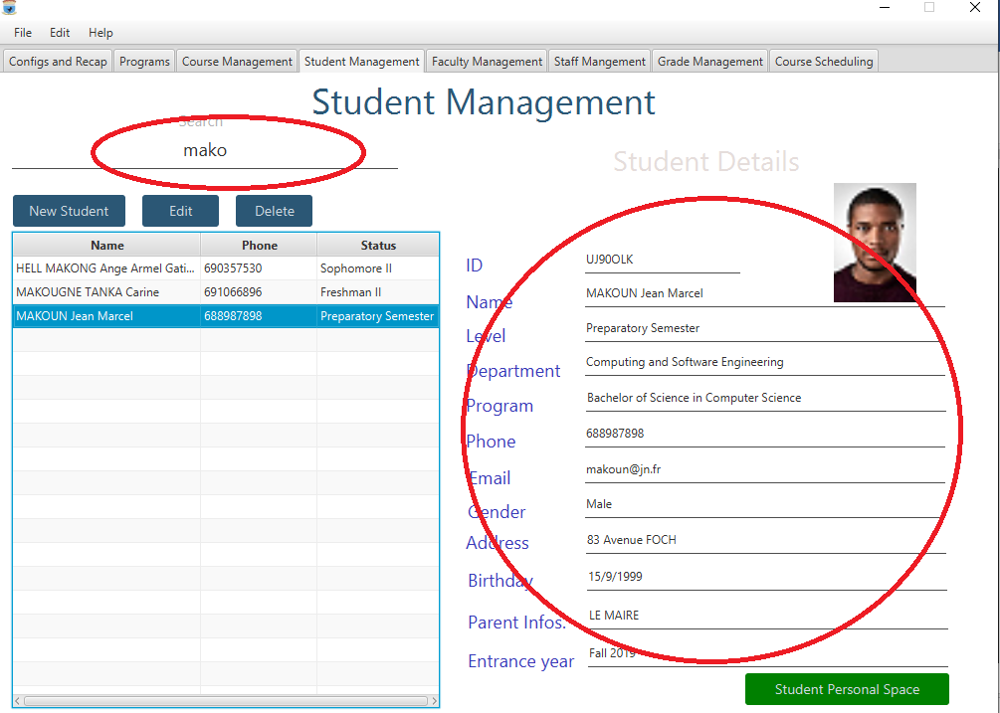 File Edit Help
Configs and Recap Programs Course Management Student Management Faculty Management Staff Mangement Grade Management Course Scheduling
Student Management
Search
mako
New Student Edit Delete
Name Phone Status
HELL MAKONG Ange Armel Gati... 690357530 Sophomore II
MAKOUGNE TANKA Carine 691066896 Freshman II
MAKOUN Jean Marcel 688987898 Preparatory Semester
Student Details
ID UJ90OLK
Name MAKOUN Jean Marcel
Level Preparatory Semester
Department Computing and Software Engineering
Program Bachelor of Science in Computer Science
Phone 688987898
Email makoun@jn.fr
Gender Male
Address 83 Avenue FOCH
Birthday 15/9/1999
Parent Infos. LE MAIRE
Entrance year Fall 2019
Student Personal Space